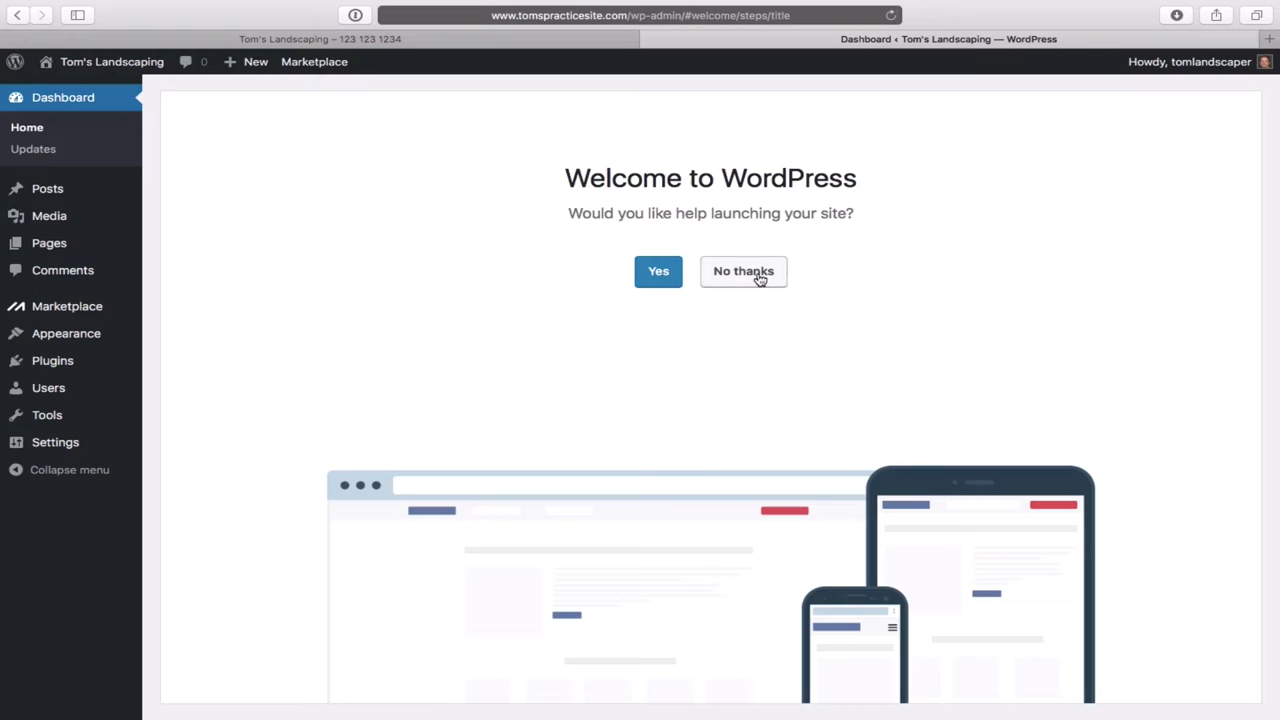 www.tomspracticesite.com/wp-admin/#welcome/steps/title
Tom's Landscaping – 123 123 1234
Dashboard ‹ Tom's Landscaping — WordPress
Tom's Landscaping
0
New
Marketplace
Howdy, tomlandscaper
Dashboard
Home
Updates
Posts
Media
Pages
Comments
Marketplace
Appearance
Plugins
Users
Tools
Settings
Collapse menu
Welcome to WordPress
Would you like help launching your site?
Yes
No thanks